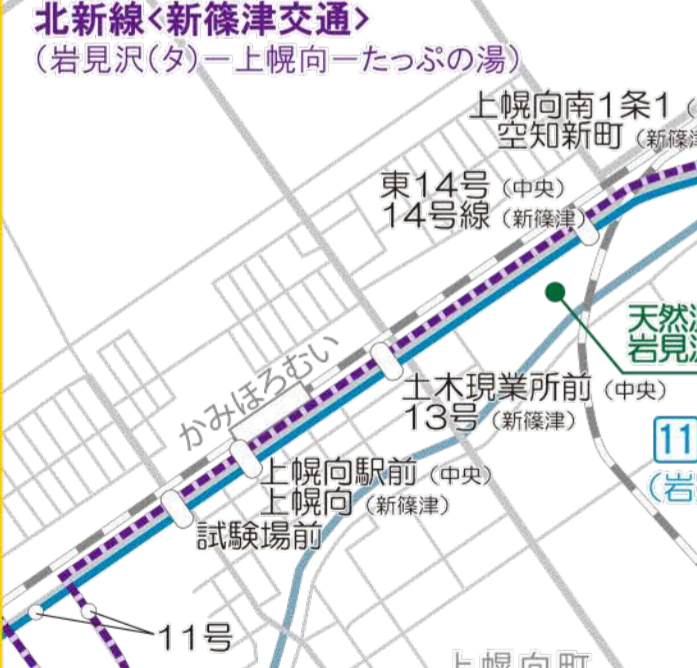 北新線<新篠津交通>
(岩見沢(タ)ー上幌向ーたっぷの湯)
上幌向南1条1
空知新町 (新篠津
東14号 (中央)
14号線 (新篠津)
天然
岩見
かみほろむい
土木現業所前 (中央)
13号 (新篠津)
11
(岩
上幌向駅前 (中央)
上幌向 (新篠津)
試験場前
11号
上幌向町